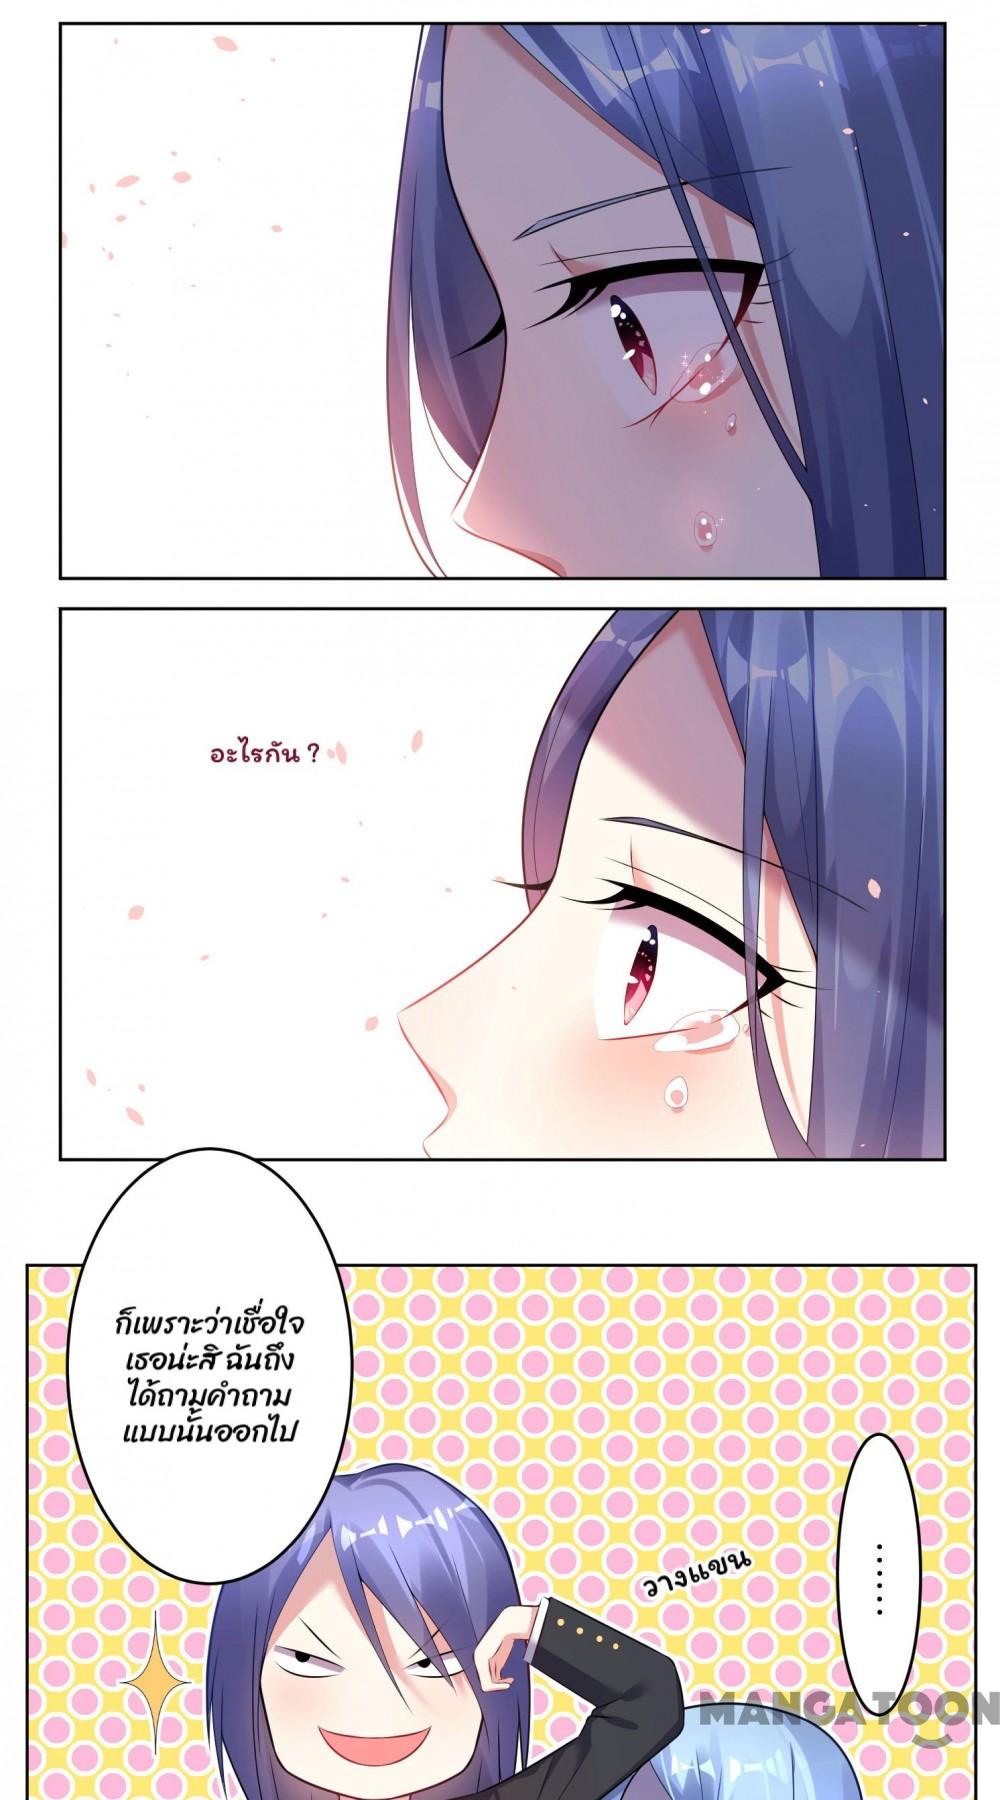 อะไรกัน ?
ก็เพราะว่าเชื่อใจ
เธอน่ะสิ ฉันถึง
ได้ถามคำถาม
แบบนั้นออกไป
......
วางแขน
MANGATOON